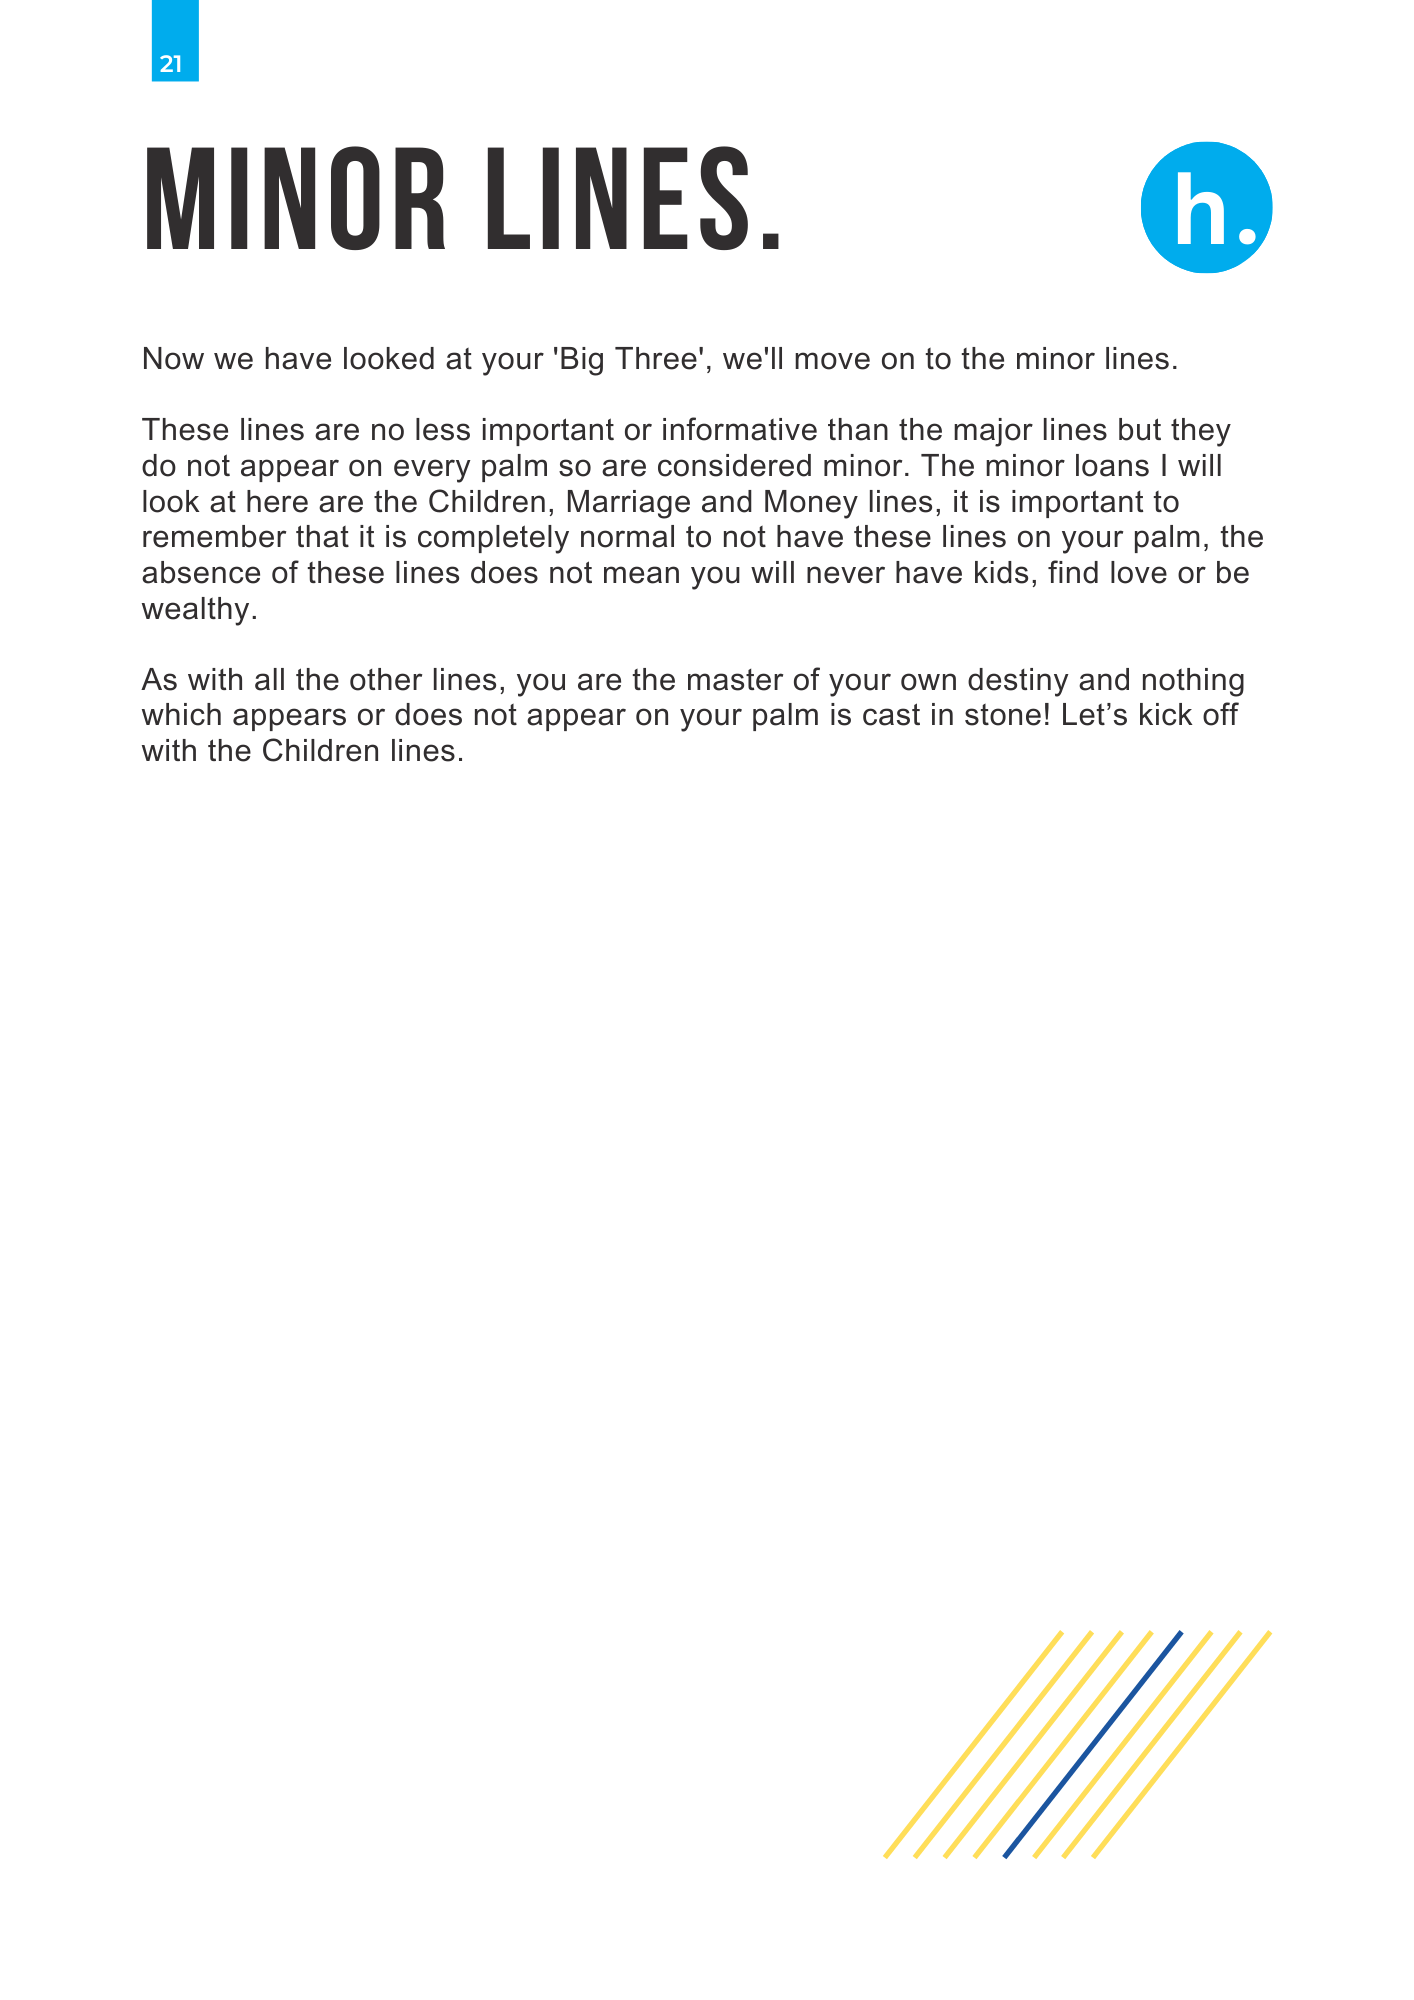 21
MINOR LINES.
h.
Now we have looked at your 'Big Three', we'll move on to the minor lines.
These lines are no less important or informative than the major lines but they
do not appear on every palm so are considered minor. The minor loans I will
look at here are the Children, Marriage and Money lines, it is important to
remember that it is completely normal to not have these lines on your palm, the
absence of these lines does not mean you will never have kids, find love or be
wealthy.
As with all the other lines, you are the master of your own destiny and nothing
which appears or does not appear on your palm is cast in stone! Let’s kick off
with the Children lines.